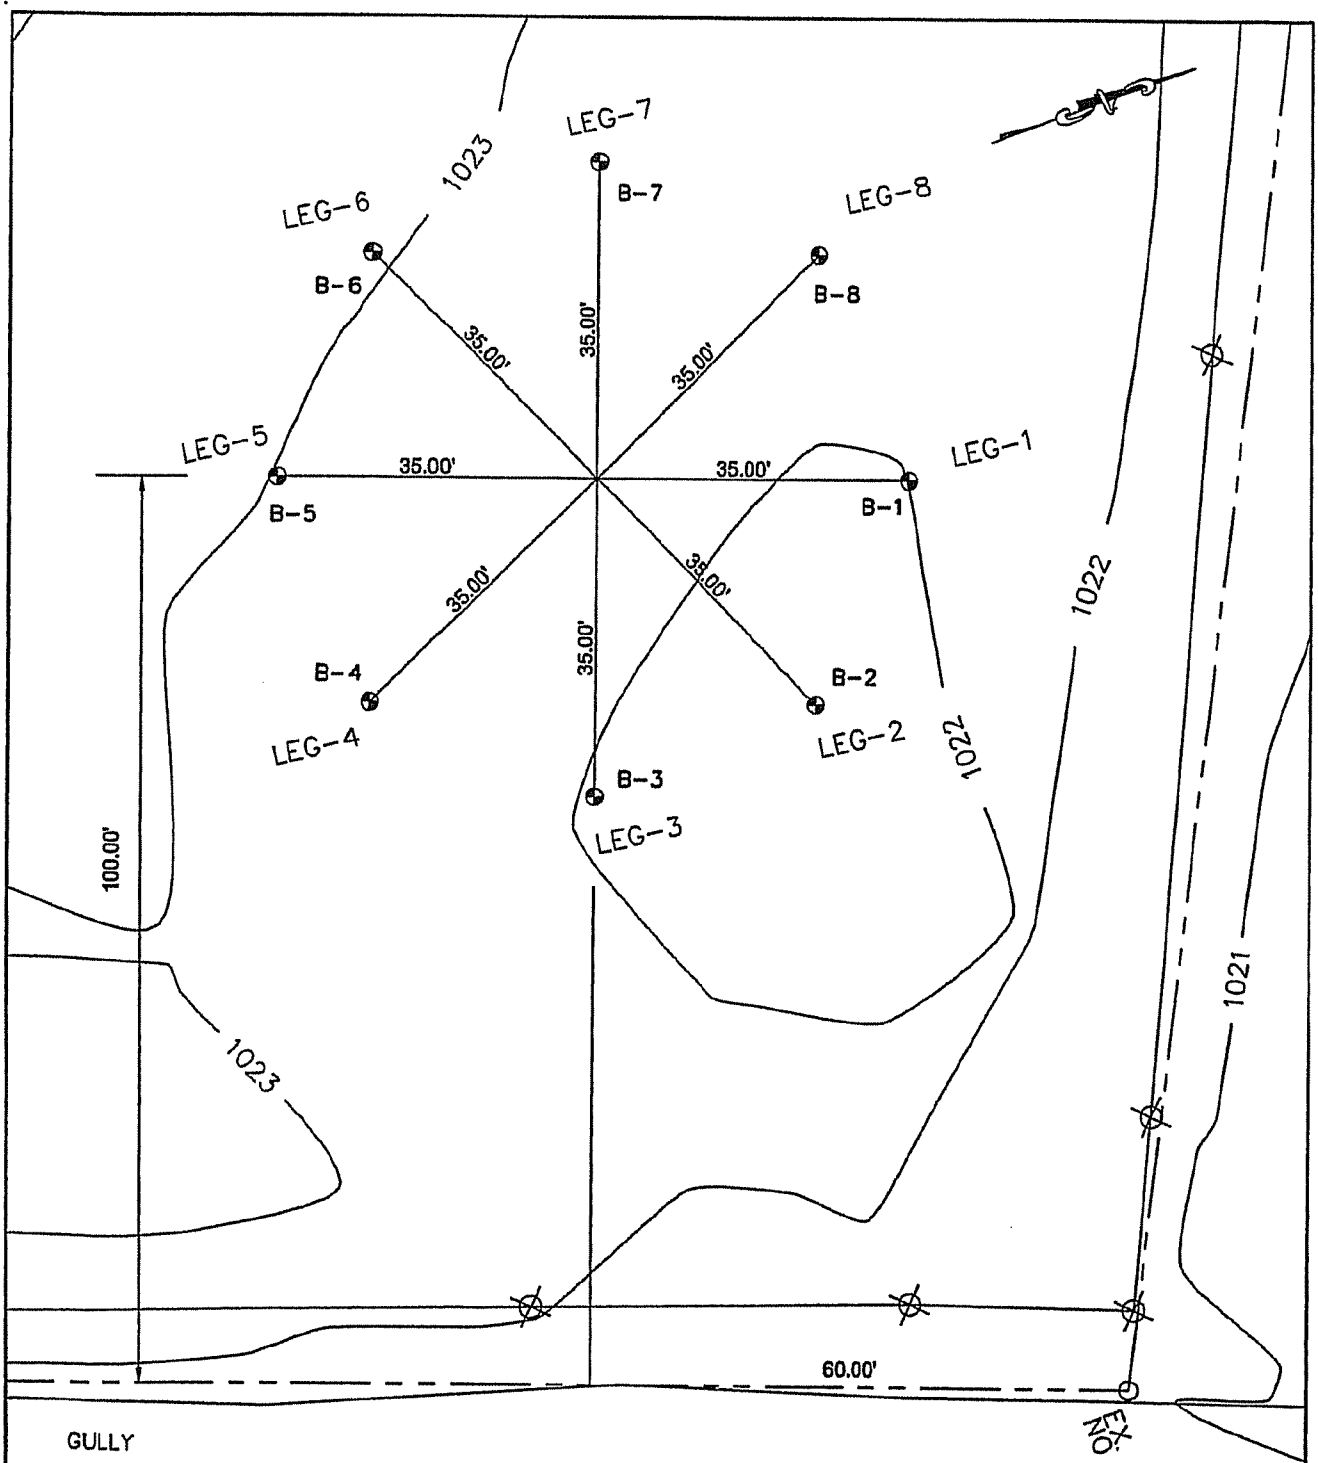 LEG-7
1023
B-7
LEG-6
LEG-8
B-6
B-8
35.00'
35.00'
35.00'
LEG-5
LEG-1
35.00'
35.00'
B-5
B-1
35.00'
35.00'
1022
35.00'
B-4
B-2
LEG-4
LEG-2
1022
B-3
LEG-3
100.00'
1021
1023
60.00'
EX.
NO
GULLY